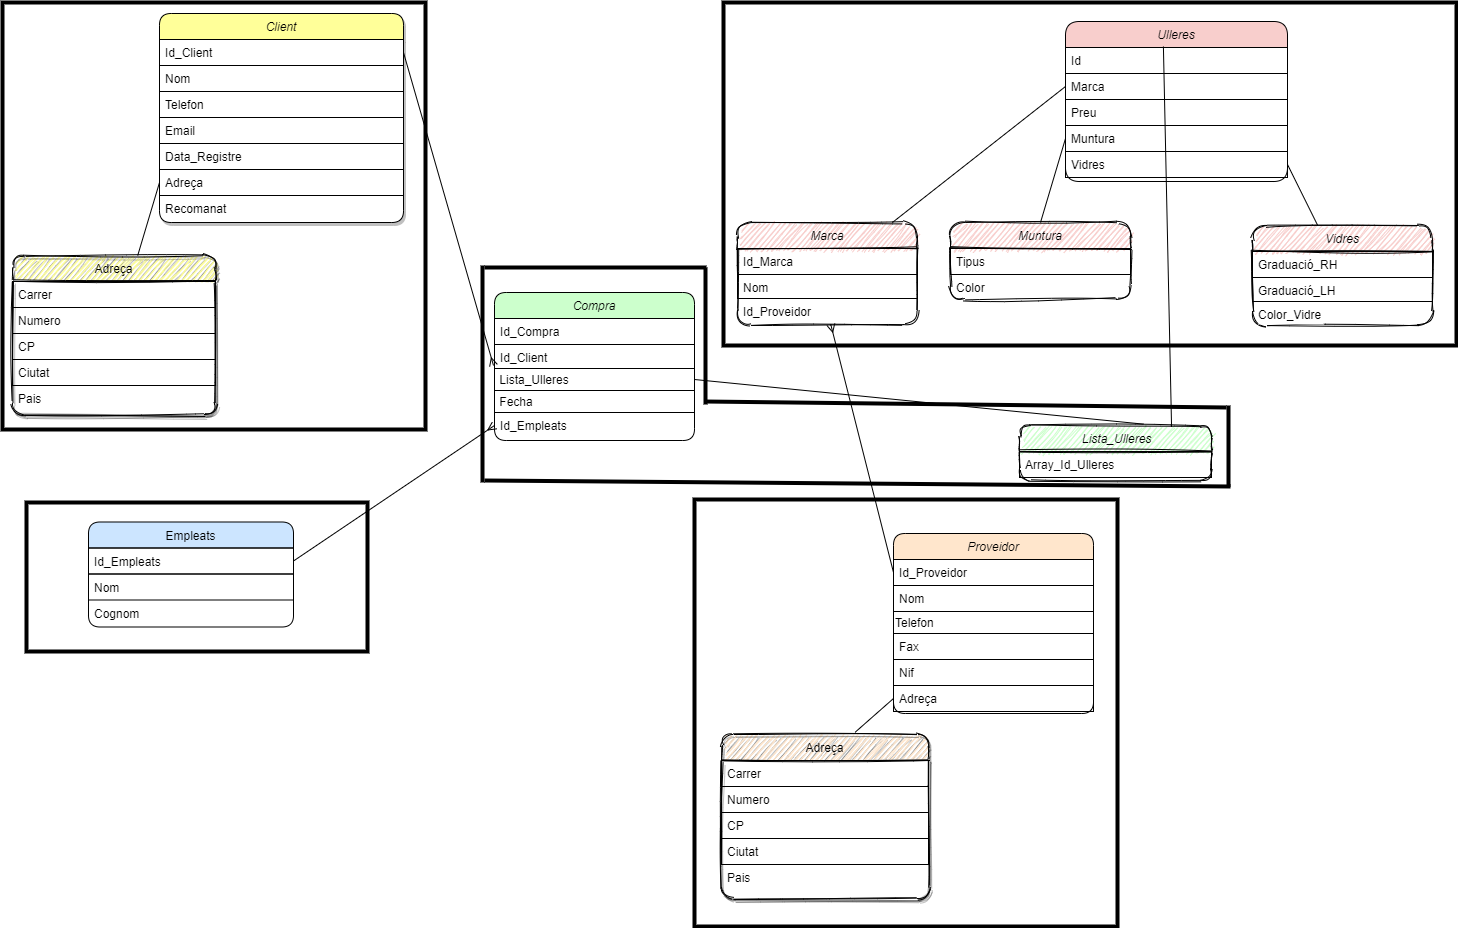 Client
Id_Client
Nom
Telefon
Email
Data_Registre
Adreça
Recomanat
Adreça
Carrer
Numero
CP
Ciutat
Pais
Ulleres
Id
Marca
Preu
Muntura
Vidres
Marca
Id_Marca
Nom
Id_Proveidor
Muntura
Tipus
Color
Vidres
Graduació_RH
Graduació_LH
Color_Vidre
Compra
Id_Compra
Id_Client
Lista_Ulleres
Fecha
Id_Empleats
Lista_Ulleres
Array_Id_Ulleres
Empleats
Id_Empleats
Nom
Cognom
Proveidor
Id_Proveidor
Nom
Telefon
Fax
Nif
Adreça
Adreça
Carrer
Numero
CP
Ciutat
Pais